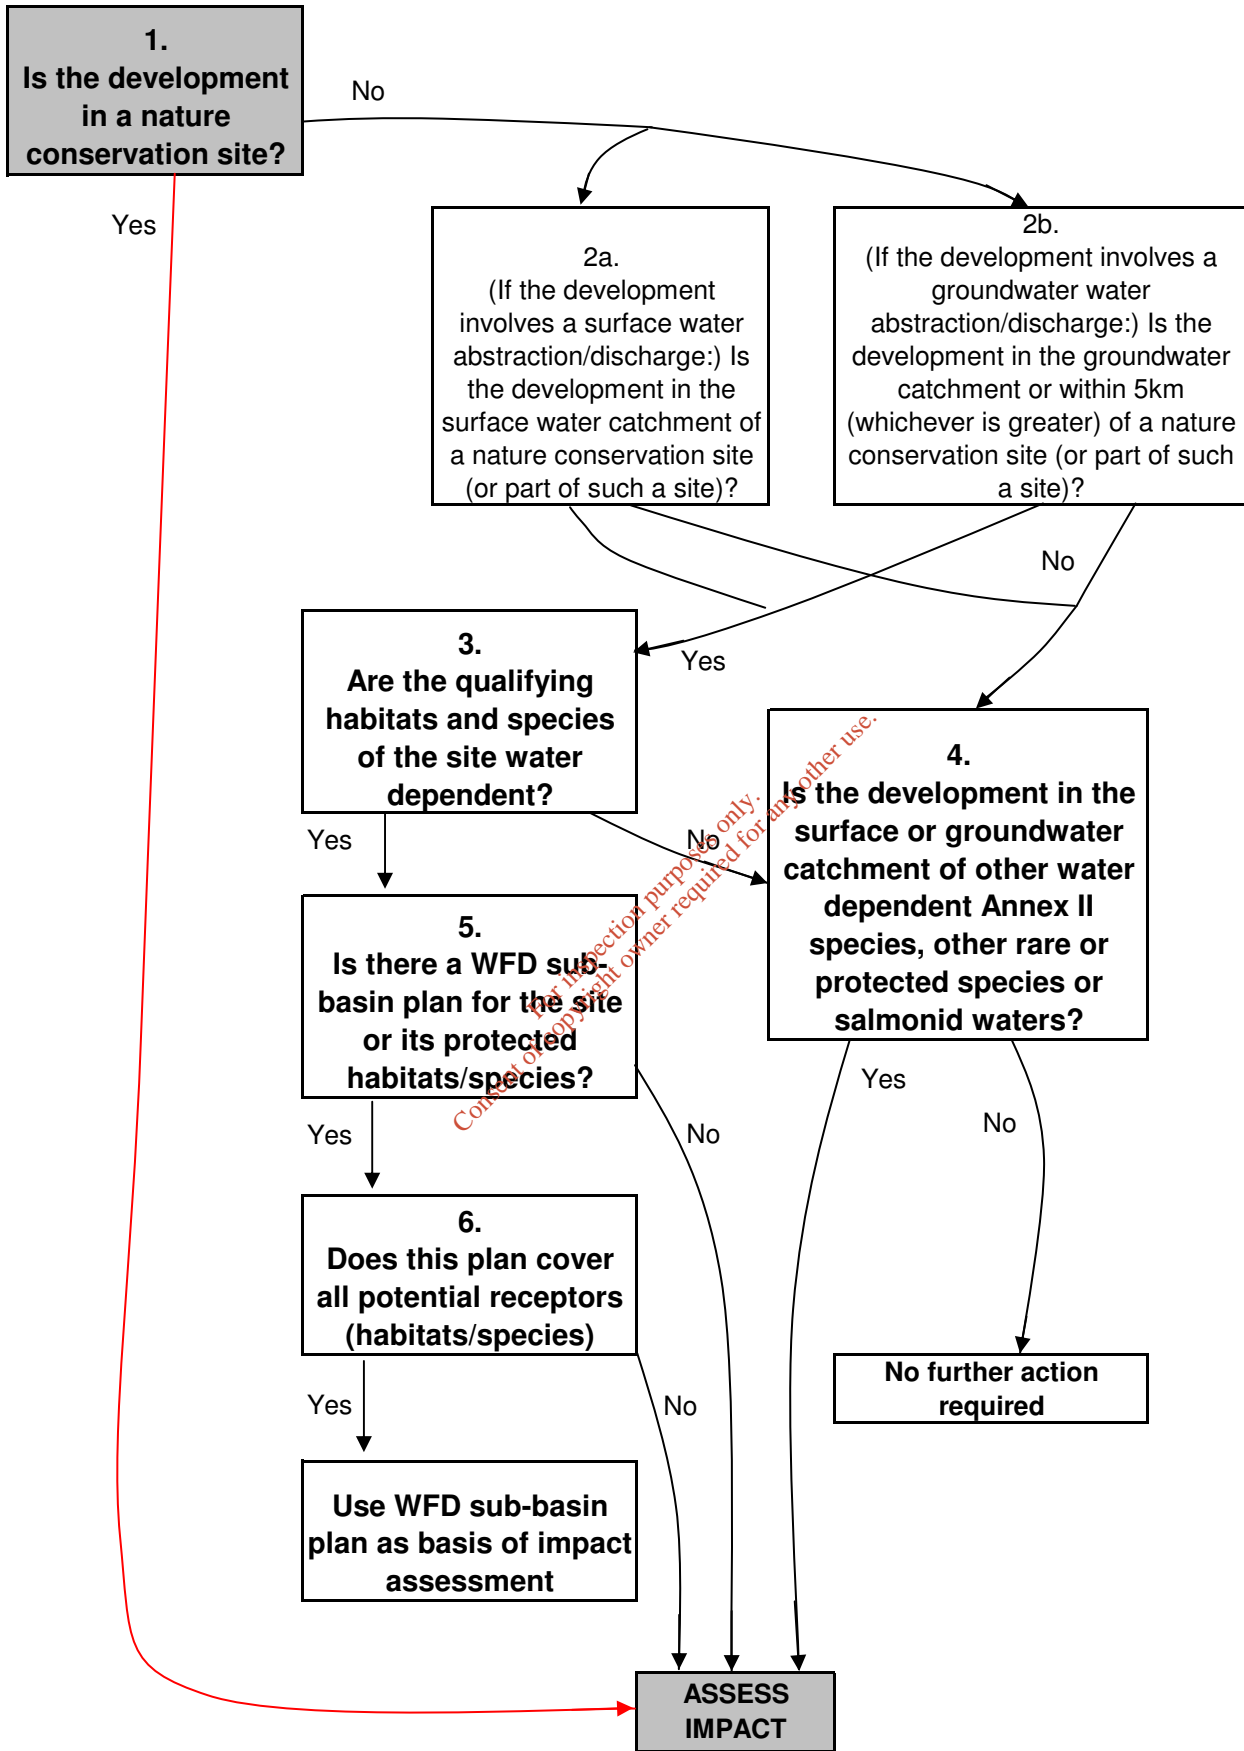 1.
Is the development
in a nature
conservation site?
No
Yes
2a.
(If the development
involves a surface water
abstraction/discharge:) Is
the development in the
surface water catchment of
a nature conservation site
(or part of such a site)?
2b.
(If the development involves a
groundwater water
abstraction/discharge:) Is the
development in the groundwater
catchment or within 5km
(whichever is greater) of a nature
conservation site (or part of such
a site)?
No
Yes
3.
Are the qualifying
habitats and species
of the site water
dependent?
Yes
No
4.
Is the development in the
surface or groundwater
catchment of other water
dependent Annex II
species, other rare or
protected species or
salmonid waters?
5.
Is there a WFD sub-
basin plan for the site
or its protected
habitats/species?
For inspection purposes only.
Consent of copyright owner required for any other use.
Yes
No
Yes
No
6.
Does this plan cover
all potential receptors
(habitats/species)
Yes
No
No further action
required
Use WFD sub-basin
plan as basis of impact
assessment
ASSESS
IMPACT